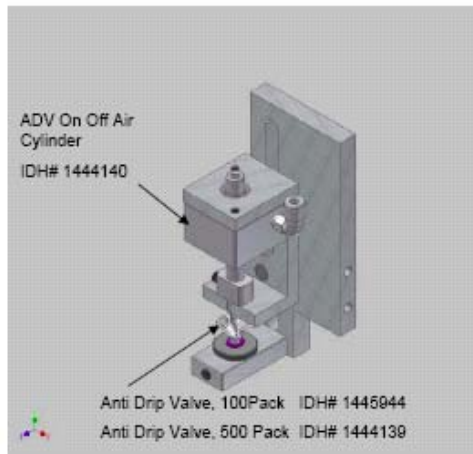 ADV On Off Air
Cylinder
IDH# 1444140
Anti Drip Valve, 100Pack IDH# 1445944
Anti Drip Valve, 500 Pack IDH# 1444139